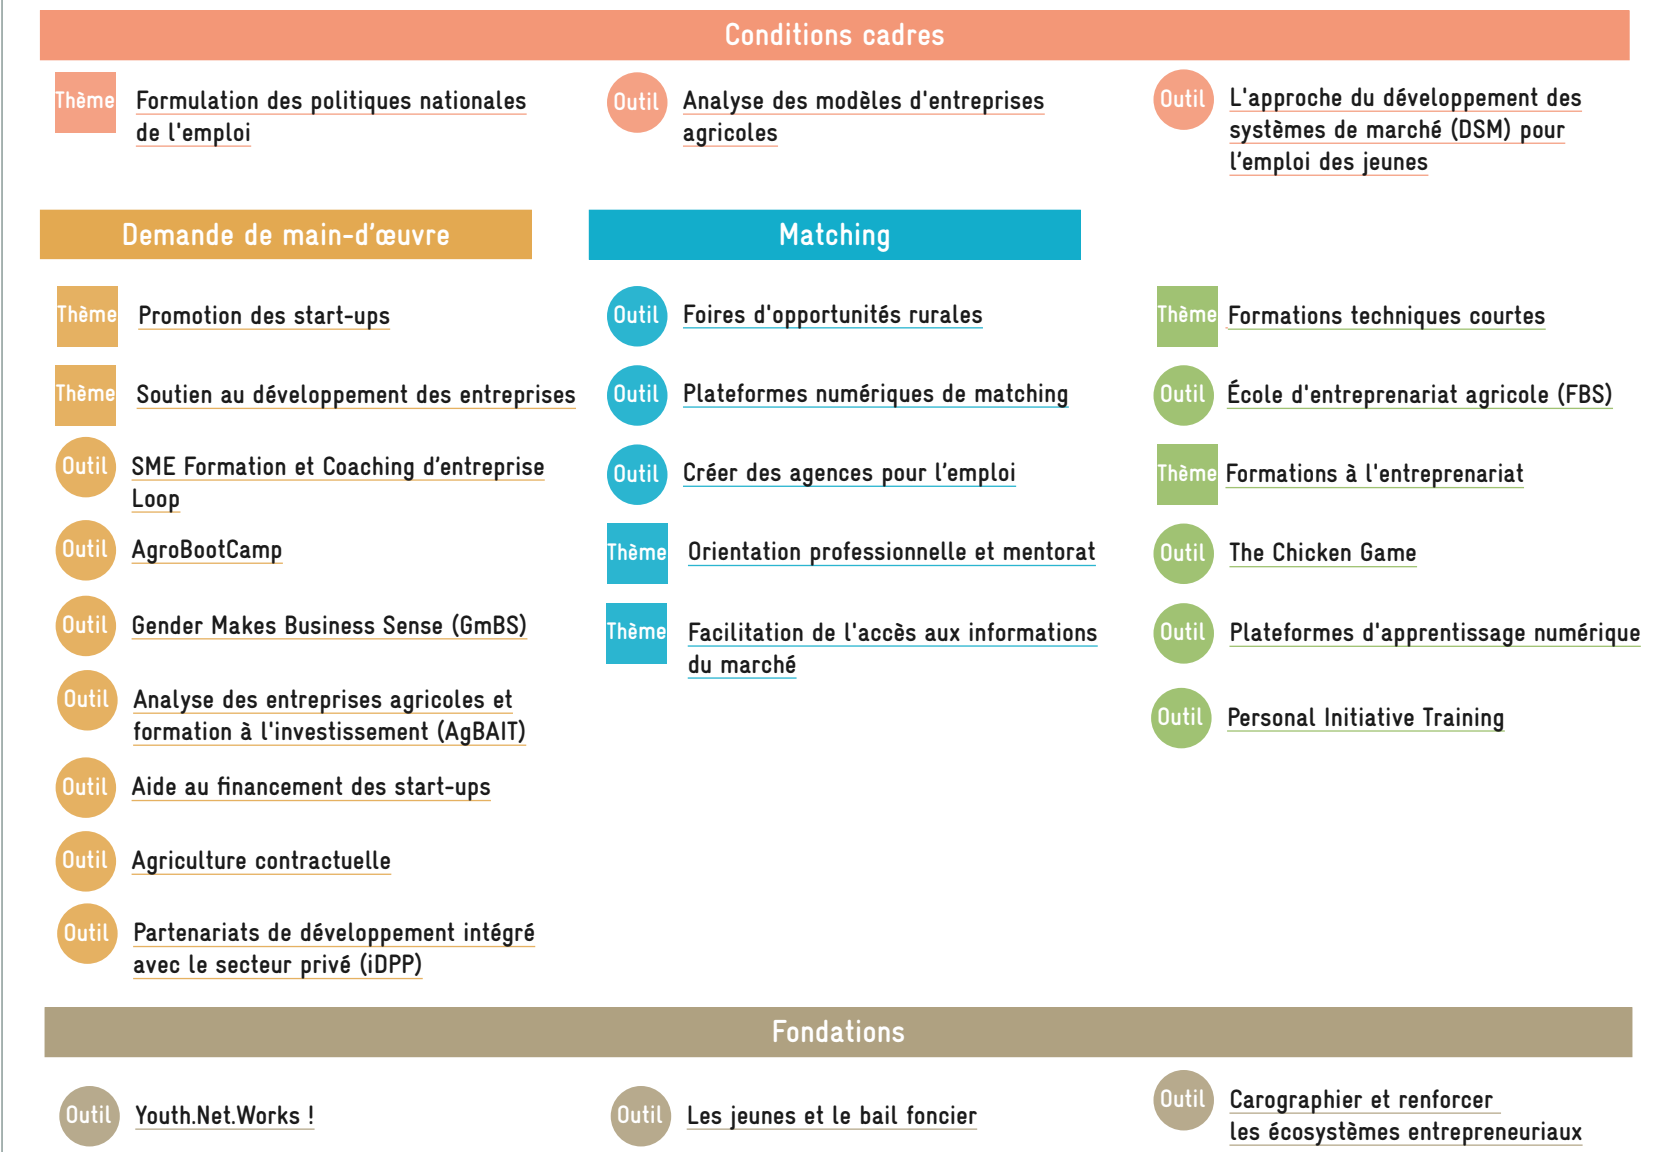 Conditions cadres
Thème
Formulation des politiques nationales
de l'emploi
Outil
Analyse des modèles d'entreprises
agricoles
Outil
L'approche du développement des
systèmes de marché (DSM) pour
l’emploi des jeunes
Demande de main-d’œuvre
Thème
Promotion des start-ups
Thème
Soutien au développement des entreprises
Outil
SME Formation et Coaching d’entreprise
Loop
Outil
AgroBootCamp
Outil
Gender Makes Business Sense (GmBS)
Outil
Analyse des entreprises agricoles et
formation à l'investissement (AgBAIT)
Outil
Aide au financement des start-ups
Outil
Agriculture contractuelle
Outil
Partenariats de développement intégré
avec le secteur privé (iDPP)
Matching
Outil
Foires d'opportunités rurales
Outil
Plateformes numériques de matching
Outil
Créer des agences pour l’emploi
Thème
Orientation professionnelle et mentorat
Thème
Facilitation de l'accès aux informations
du marché
Thème
Formations techniques courtes
Outil
École d'entreprenariat agricole (FBS)
Thème
Formations à l'entreprenariat
Outil
The Chicken Game
Outil
Plateformes d'apprentissage numérique
Outil
Personal Initiative Training
Fondations
Outil
Youth.Net.Works !
Outil
Les jeunes et le bail foncier
Outil
Carographier et renforcer
les écosystèmes entrepreneuriaux